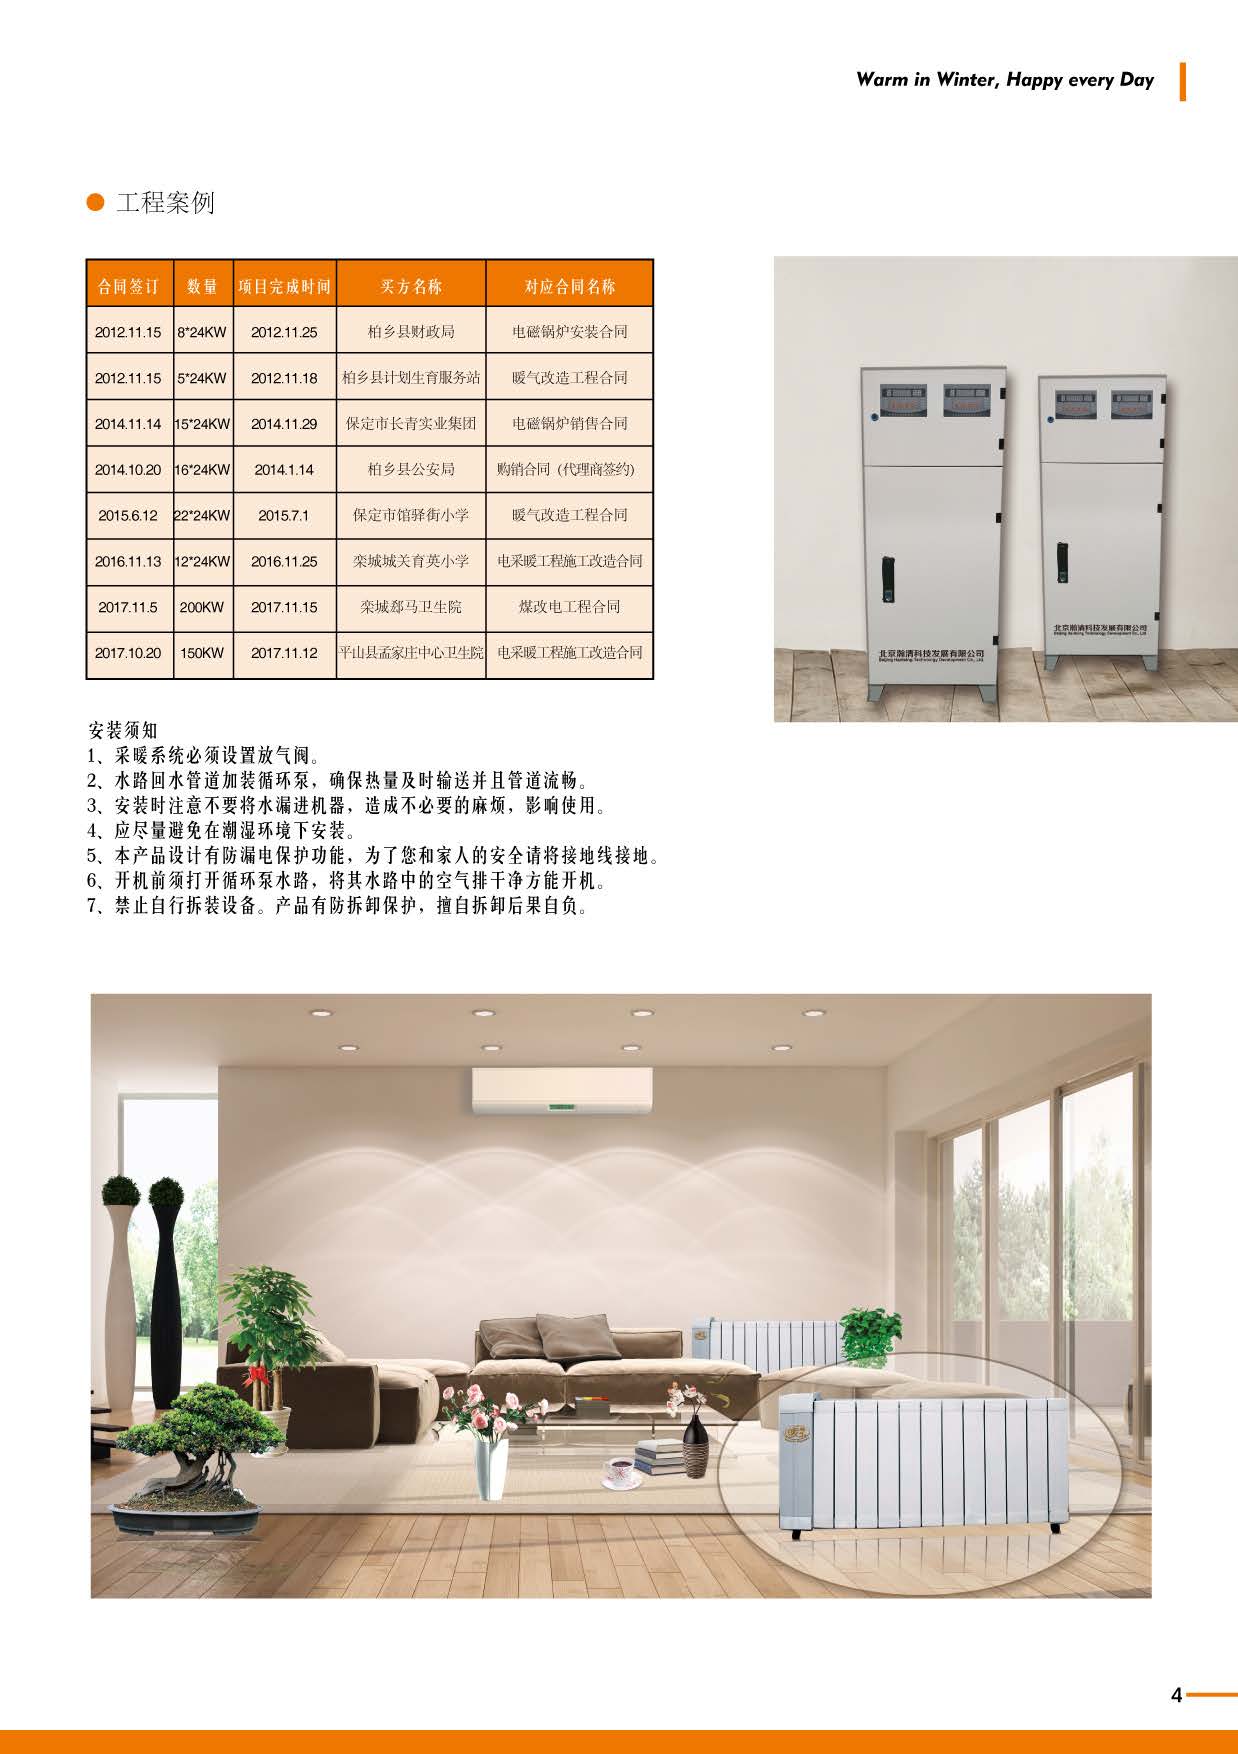 Warm in Winter, Happy every Day
工程案例
合同签订 数量 项目完成时间 买方名称 对应合同名称
2012.11.15 8*24KW 2012.11.25 柏乡县财政局 电磁锅炉安装合同
2012.11.15 5*24KW 2012.11.18 柏乡县计划生育服务站 暖气改造工程合同
2014.11.14 15*24KW 2014.11.29 保定市长青实业集团 电磁锅炉销售合同
2014.10.20 16*24KW 2014.1.14 柏乡县公安局 购销合同（代理商签约）
2015.6.12 22*24KW 2015.7.1 保定市馆驿街小学 暖气改造工程合同
2016.11.13 12*24KW 2016.11.25 栾城城关育英小学 电采暖工程施工改造合同
2017.11.5 200KW 2017.11.15 栾城郄马卫生院 煤改电工程合同
2017.10.20 150KW 2017.11.12 平山县孟家庄中心卫生院 电采暖工程施工改造合同
北京瀚清科技发展有限公司
北京瀚清科技发展有限公司
安装须知
1、采暖系统必须设置放气阀。
2、水路回水管道加装循环泵，确保热量及时输送并且管道流畅。
3、安装时注意不要将水漏进机器，造成不必要的麻烦，影响使用。
4、应尽量避免在潮湿环境下安装。
5、本产品设计有防漏电保护功能，为了您和家人的安全请将接地线接地。
6、开机前须打开循环泵水路，将其水路中的空气排干净方能开机。
7、禁止自行拆装设备。产品有防拆卸保护，擅自拆卸后果自负。
4